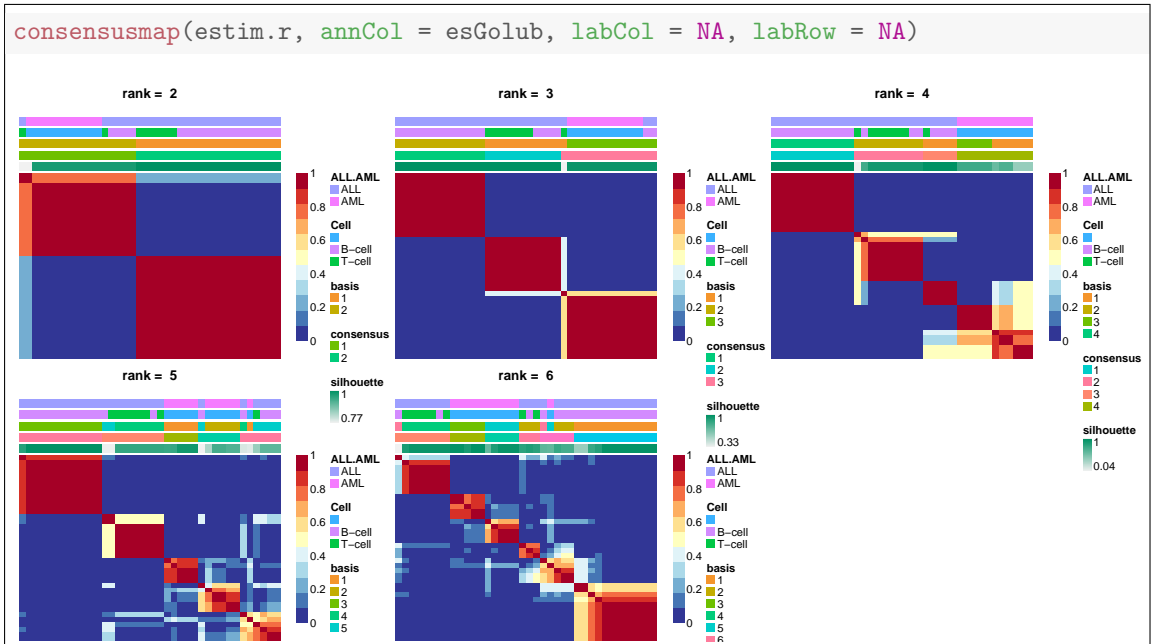 consensusmap(estim.r, annCol = esGolub, labCol = NA, labRow = NA)
rank = 2
1
0.8
0.6
0.4
0.2
0
ALL.AML
ALL
AML
Cell
B−cell
T−cell
basis
1
2
consensus
1
2
silhouette
1
0.77
rank = 3
1
0.8
0.6
0.4
0.2
0
ALL.AML
ALL
AML
Cell
B−cell
T−cell
basis
1
2
3
consensus
1
2
3
silhouette
1
0.33
rank = 4
1
0.8
0.6
0.4
0.2
0
ALL.AML
ALL
AML
Cell
B−cell
T−cell
basis
1
2
3
4
consensus
1
2
3
4
silhouette
1
0.04
rank = 5
1
0.8
0.6
0.4
0.2
0
ALL.AML
ALL
AML
Cell
B−cell
T−cell
basis
1
2
3
4
5
rank = 6
1
0.8
0.6
0.4
0.2
0
ALL.AML
ALL
AML
Cell
B−cell
T−cell
basis
1
2
3
4
5
6